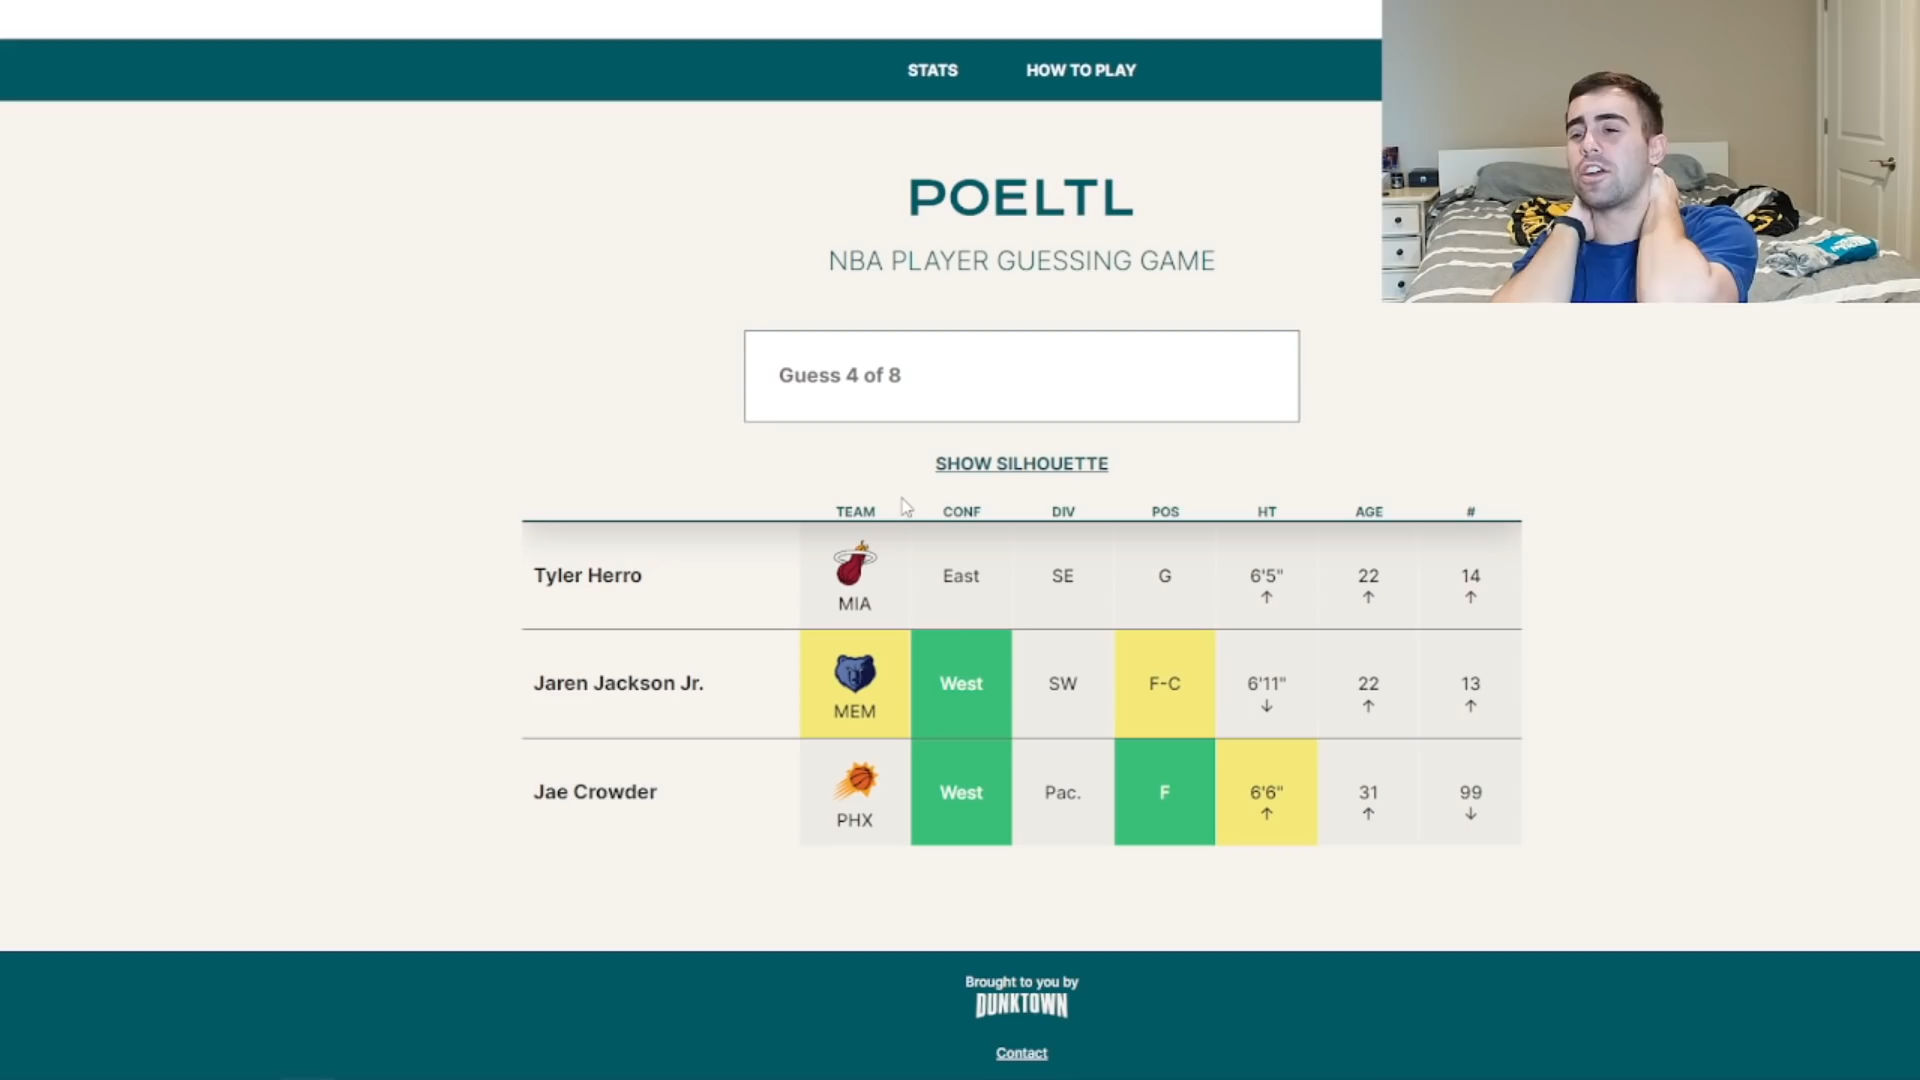 STATS HOW TO PLAY
POELTL
NBA PLAYER GUESSING GAME
Guess 4 of 8
SHOW SILHOUETTE
TEAM CONF DIV POS HT AGE #
Tyler Herro MIA East SE G 6'5" ↑ 22 ↑ 14 ↑
Jaren Jackson Jr. MEM West SW F-C 6'11" ↓ 22 ↑ 13 ↑
Jae Crowder PHX West Pac. F 6'6" ↑ 31 ↑ 99 ↓
Brought to you by
DUNKTOWN
Contact